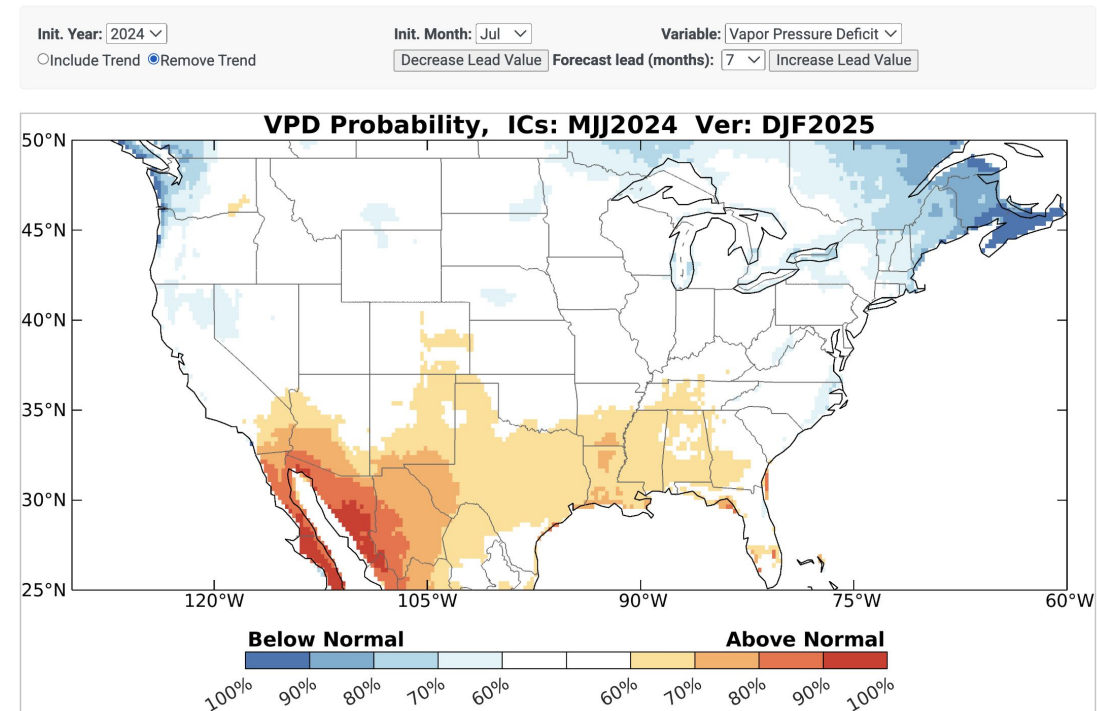 Init. Year: 2024 Init. Month: Jul Variable: Vapor Pressure Deficit
Include Trend Remove Trend Decrease Lead Value Forecast lead (months): 7 Increase Lead Value
VPD Probability, ICs: MJJ2024 Ver: DJF2025
50°N
45°N
40°N
35°N
30°N
25°N
120°W 105°W 90°W 75°W 60°W
Below Normal Above Normal
100% 90% 80% 70% 60% 60% 70% 80% 90% 100%